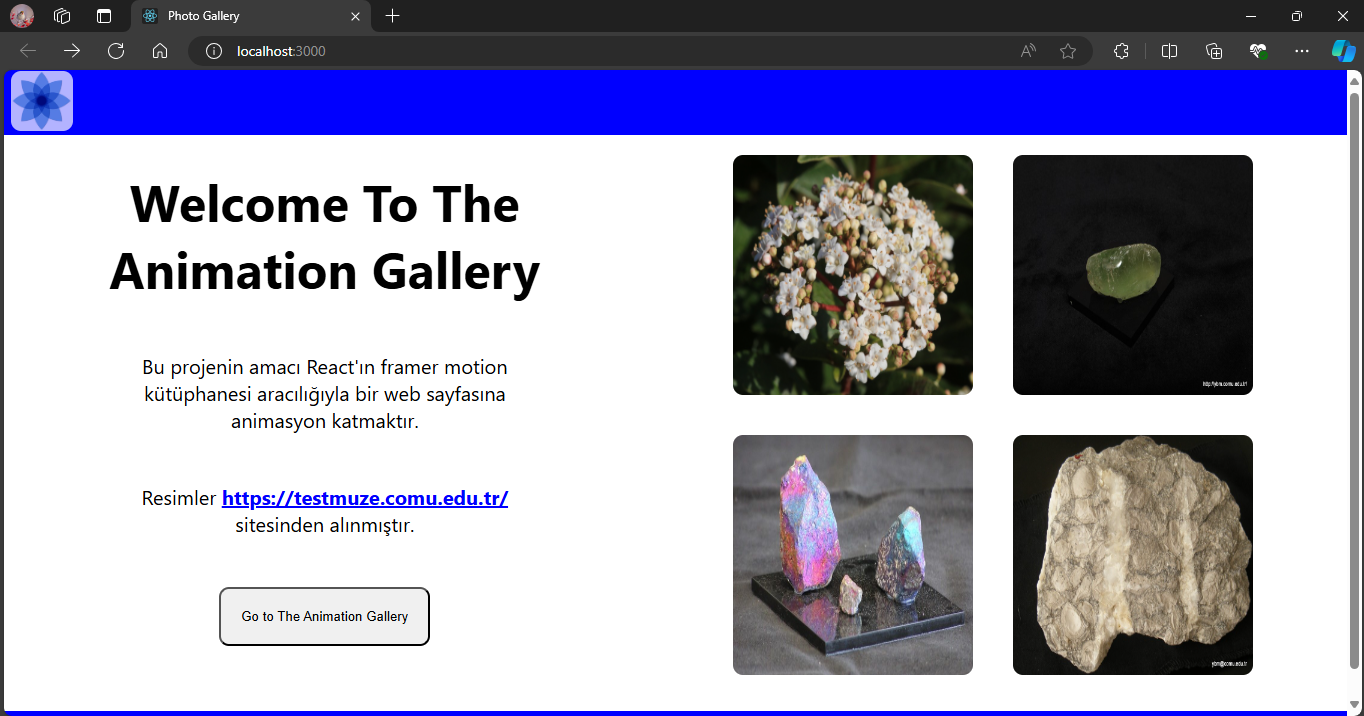 Photo Gallery
localhost:3000
Welcome To The
Animation Gallery
Bu projenin amacı React'ın framer motion
kütüphanesi aracılığıyla bir web sayfasına
animasyon katmaktır.
Resimler https://testmuze.comu.edu.tr/
sitesinden alınmıştır.
Go to The Animation Gallery
http://ybm.comu.edu.tr/
ybm@comu.edu.tr